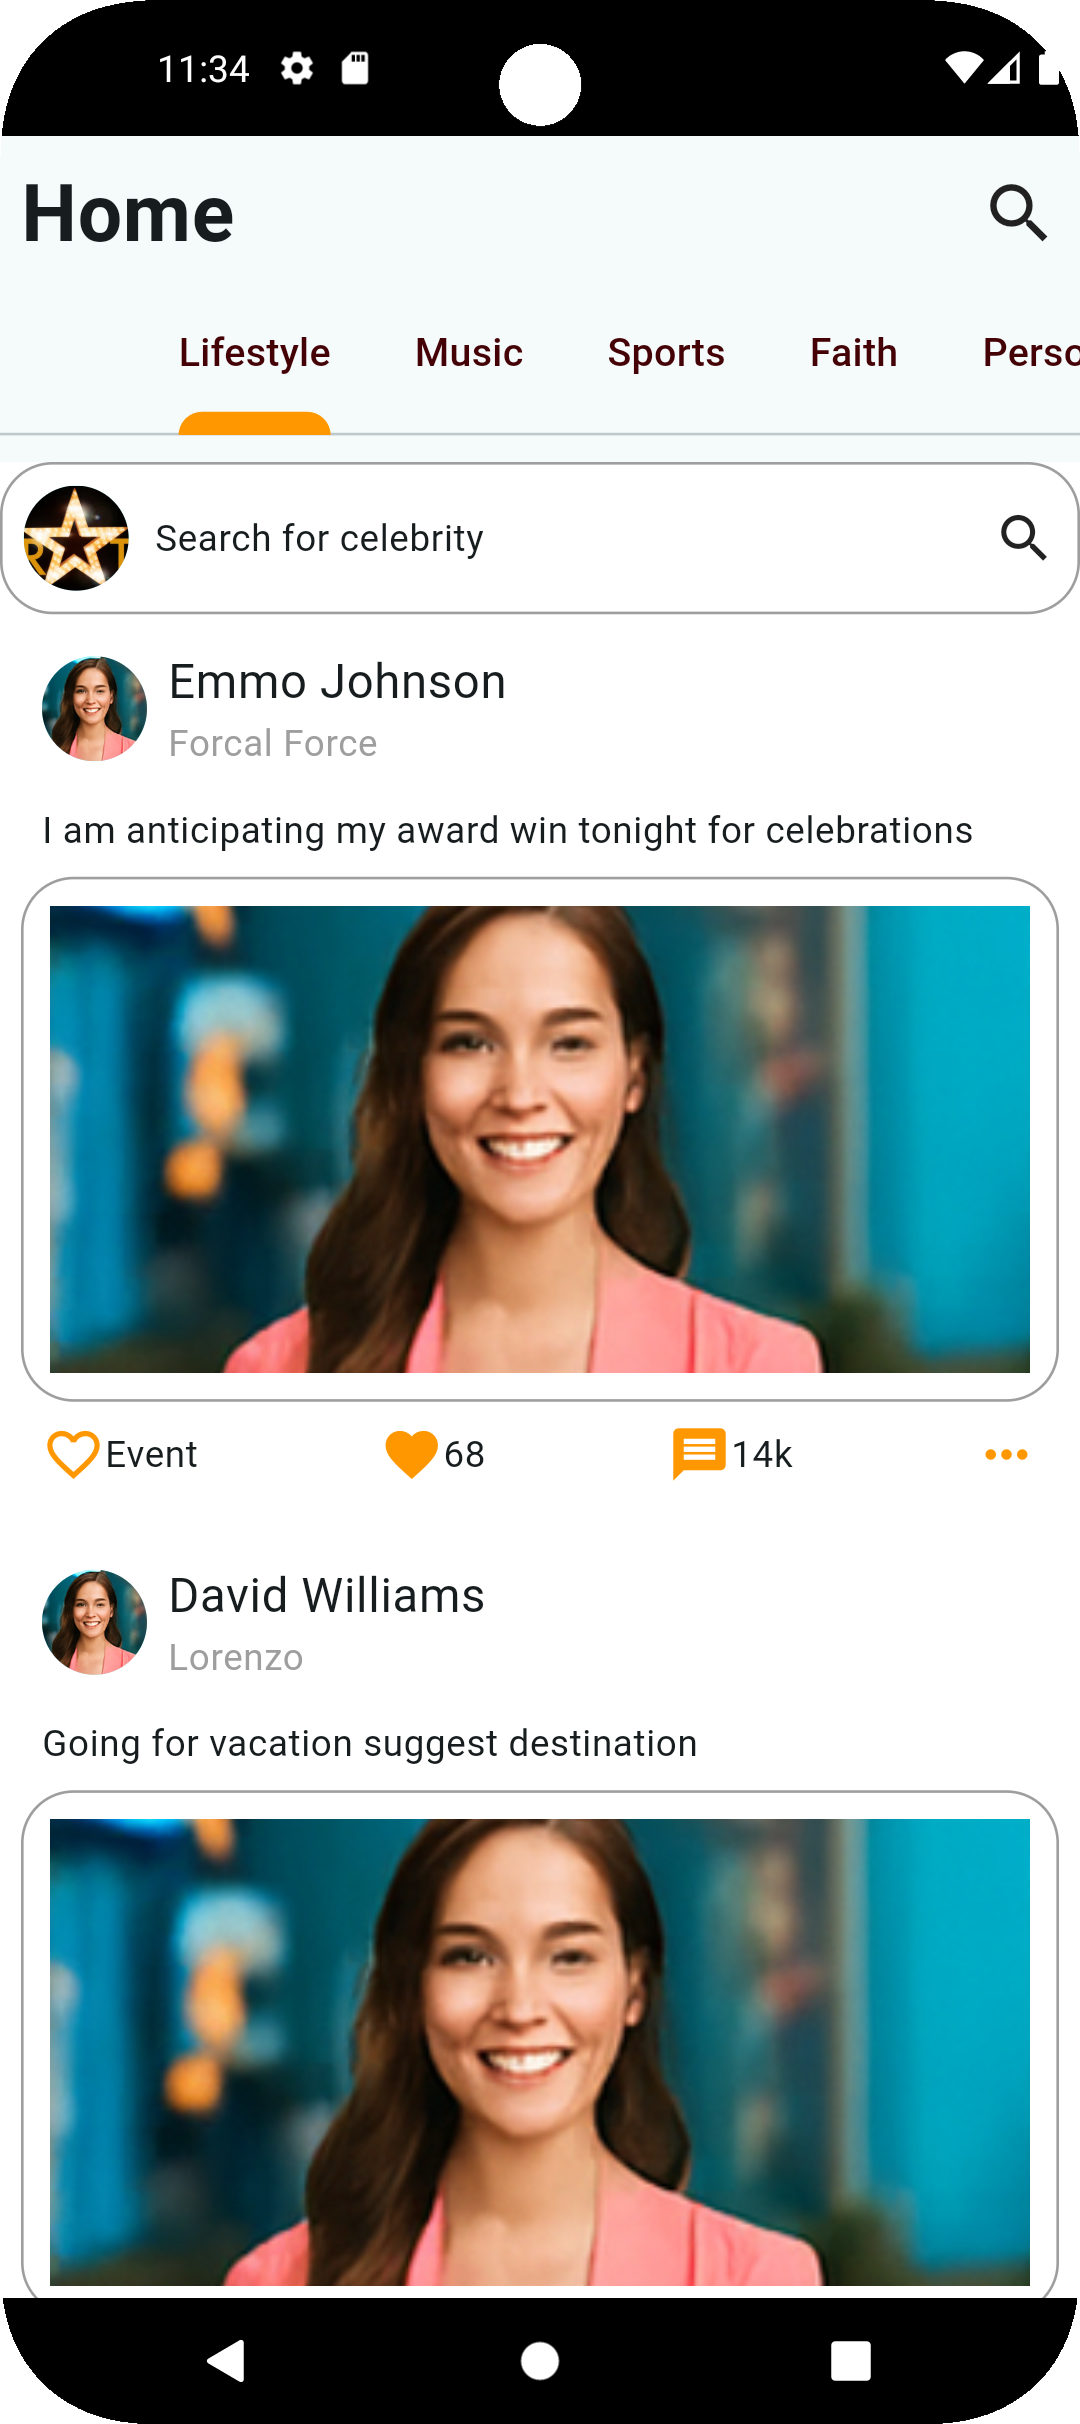 11:34
Home
Lifestyle Music Sports Faith Perso
Search for celebrity
Emmo Johnson
Forcal Force
I am anticipating my award win tonight for celebrations
Event 68 14k
David Williams
Lorenzo
Going for vacation suggest destination